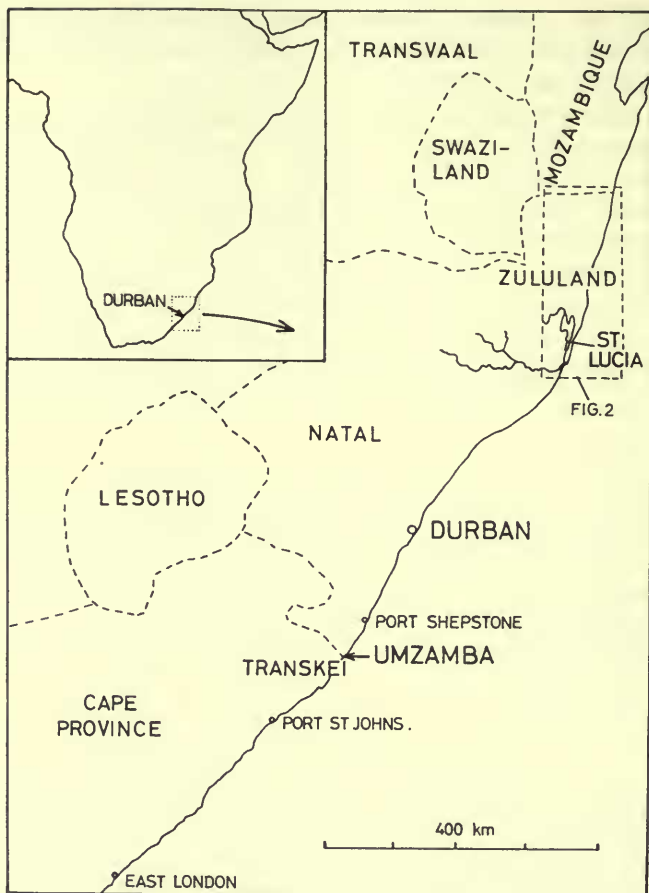 TRANSVAAL
MOZAMBIQUE
SWAZI-
LAND
DURBAN
ZULULAND
ST
LUCIA
FIG.2
NATAL
LESOTHO
DURBAN
PORT SHEPSTONE
UMZAMBA
TRANSKEI
CAPE
PROVINCE
PORT ST JOHNS.
400 km
EAST LONDON